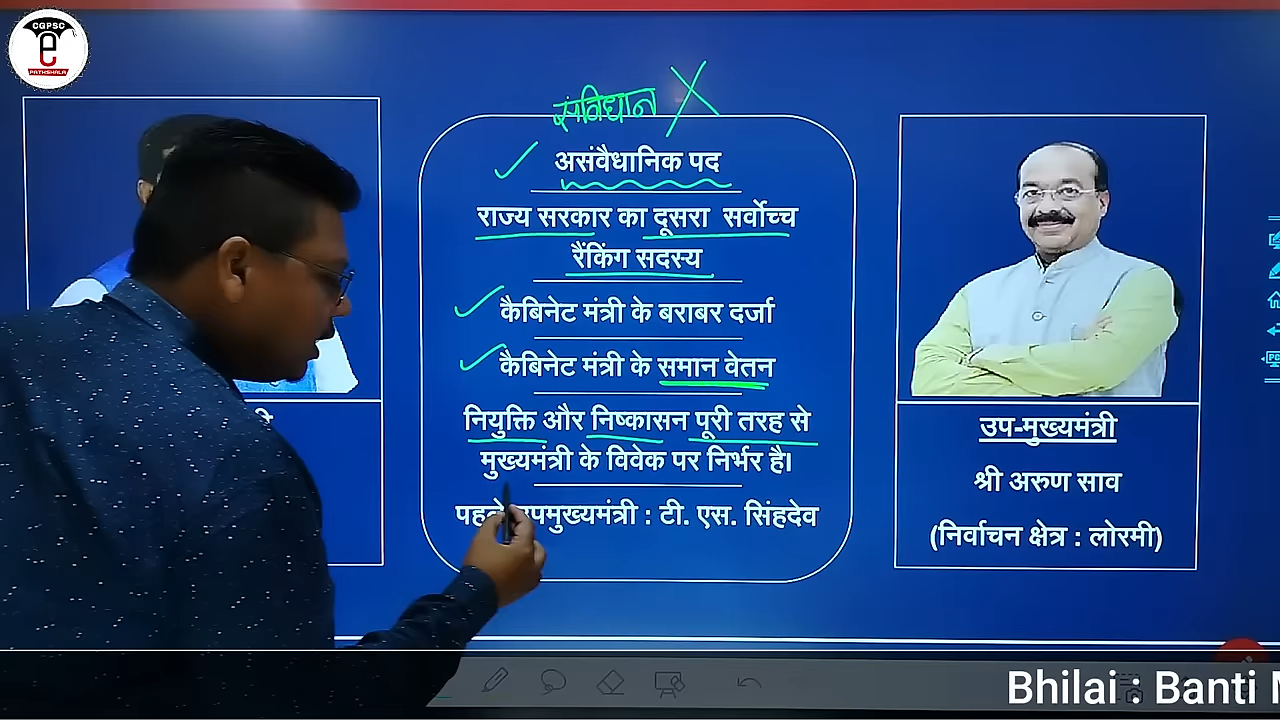 CGPSC
e
PATHSHALA
संविधान
असंवैधानिक पद
राज्य सरकार का दूसरा सर्वोच्च
रैंकिंग सदस्य
कैबिनेट मंत्री के बराबर दर्जा
कैबिनेट मंत्री के समान वेतन
नियुक्ति और निष्कासन पूरी तरह से
मुख्यमंत्री के विवेक पर निर्भर है।
उपमुख्यमंत्री : टी. एस. सिंहदेव
उप-मुख्यमंत्री
श्री अरुण साव
(निर्वाचन क्षेत्र : लोरमी)
Bhilai : Banti